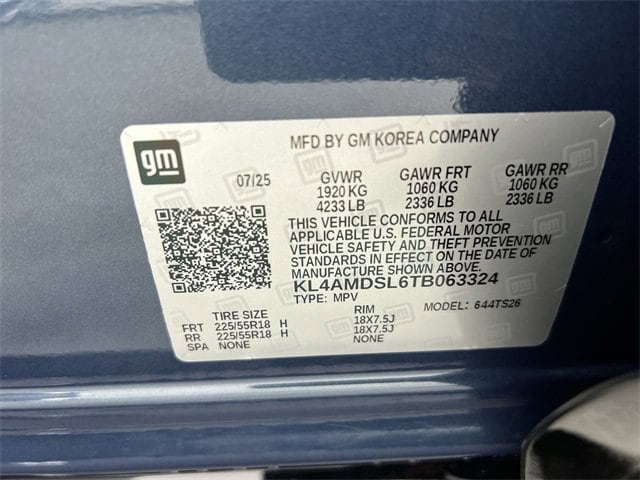 gm
MFD BY GM KOREA COMPANY
07/25 GVWR GAWR FRT GAWR RR
1920 KG 1060 KG 1060 KG
4233 LB 2336 LB 2336 LB
THIS VEHICLE CONFORMS TO ALL
APPLICABLE U.S. FEDERAL MOTOR
VEHICLE SAFETY AND THEFT PREVENTION
STANDARDS IN EFFECT ON THE DATE OF
MANUFACTURE SHOWN ABOVE.
KL4AMDSL6TB063324
TYPE: MPV MODEL: 644TS26
TIRE SIZE RIM
FRT 225/55R18 H 18X7.5J
RR 225/55R18 H 18X7.5J
SPA NONE NONE